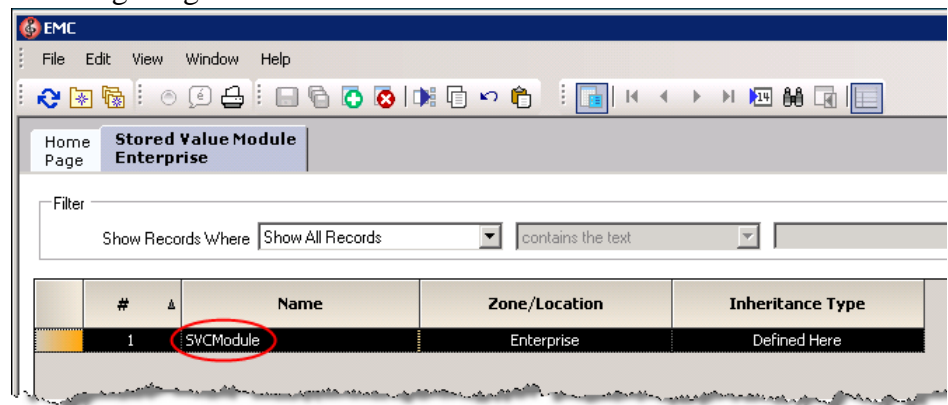 EMC
File Edit View Window Help
Home Page
Stored Value Module
Enterprise
Filter
Show Records Where Show All Records contains the text
# Name Zone/Location Inheritance Type
1 SVCModule Enterprise Defined Here